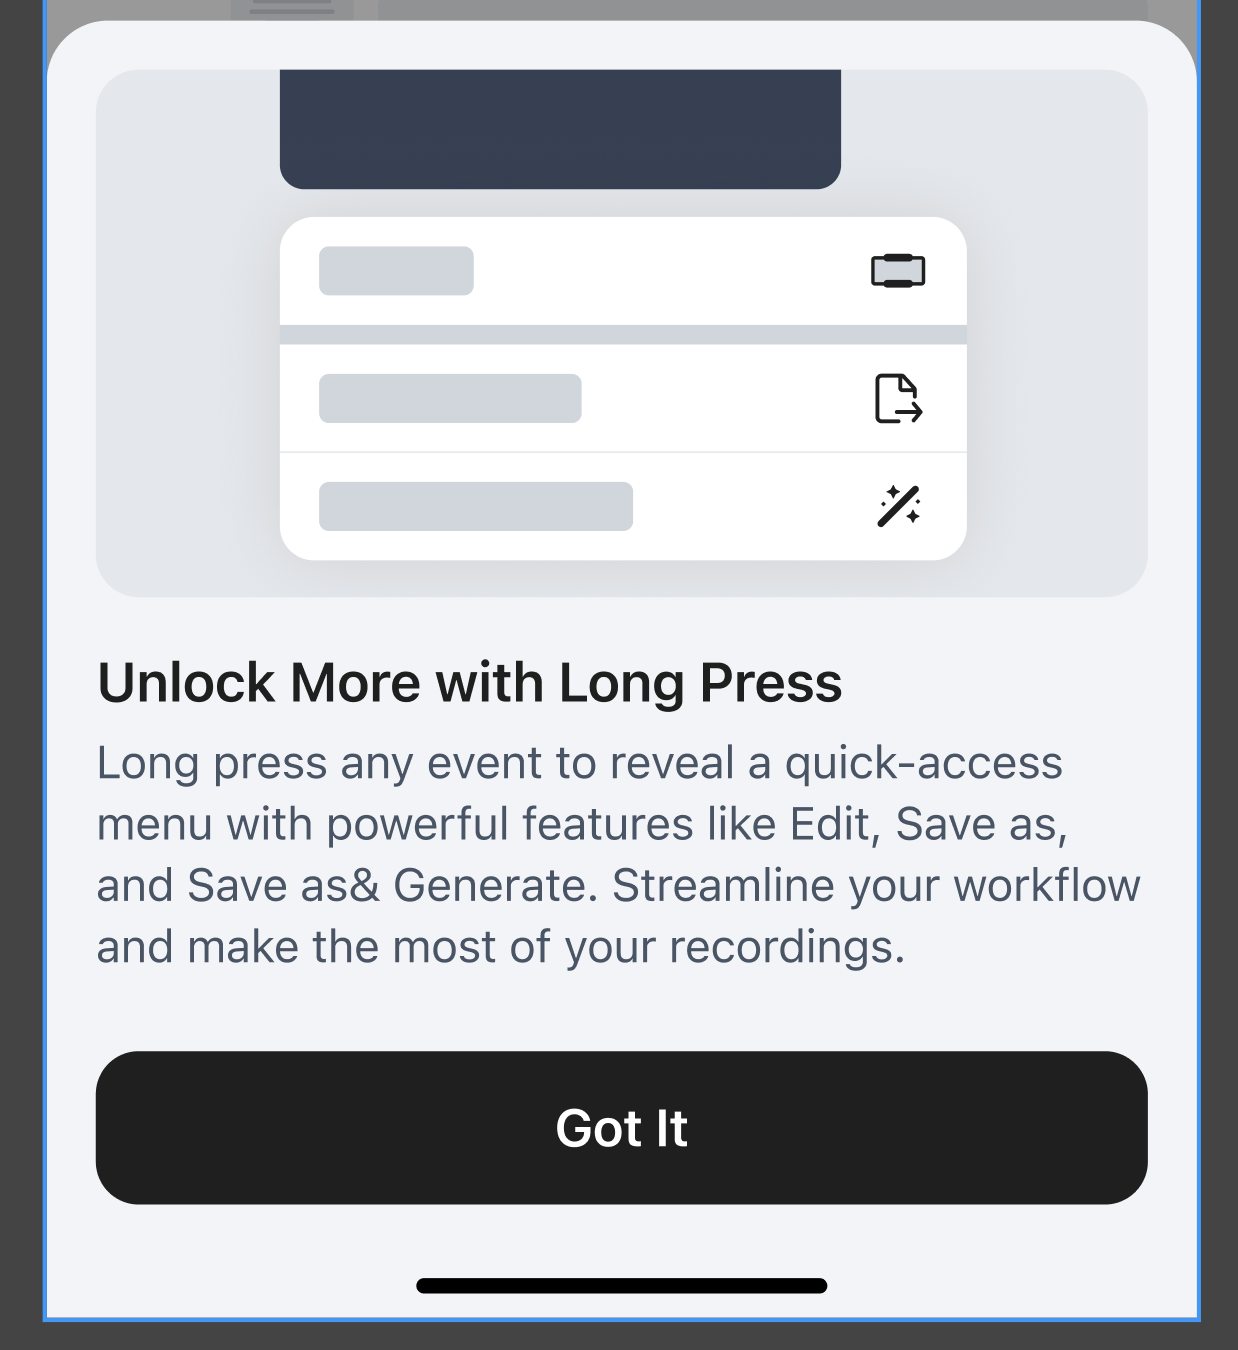 Unlock More with Long Press
Long press any event to reveal a quick-access
menu with powerful features like Edit, Save as,
and Save as& Generate. Streamline your workflow
and make the most of your recordings.
Got It